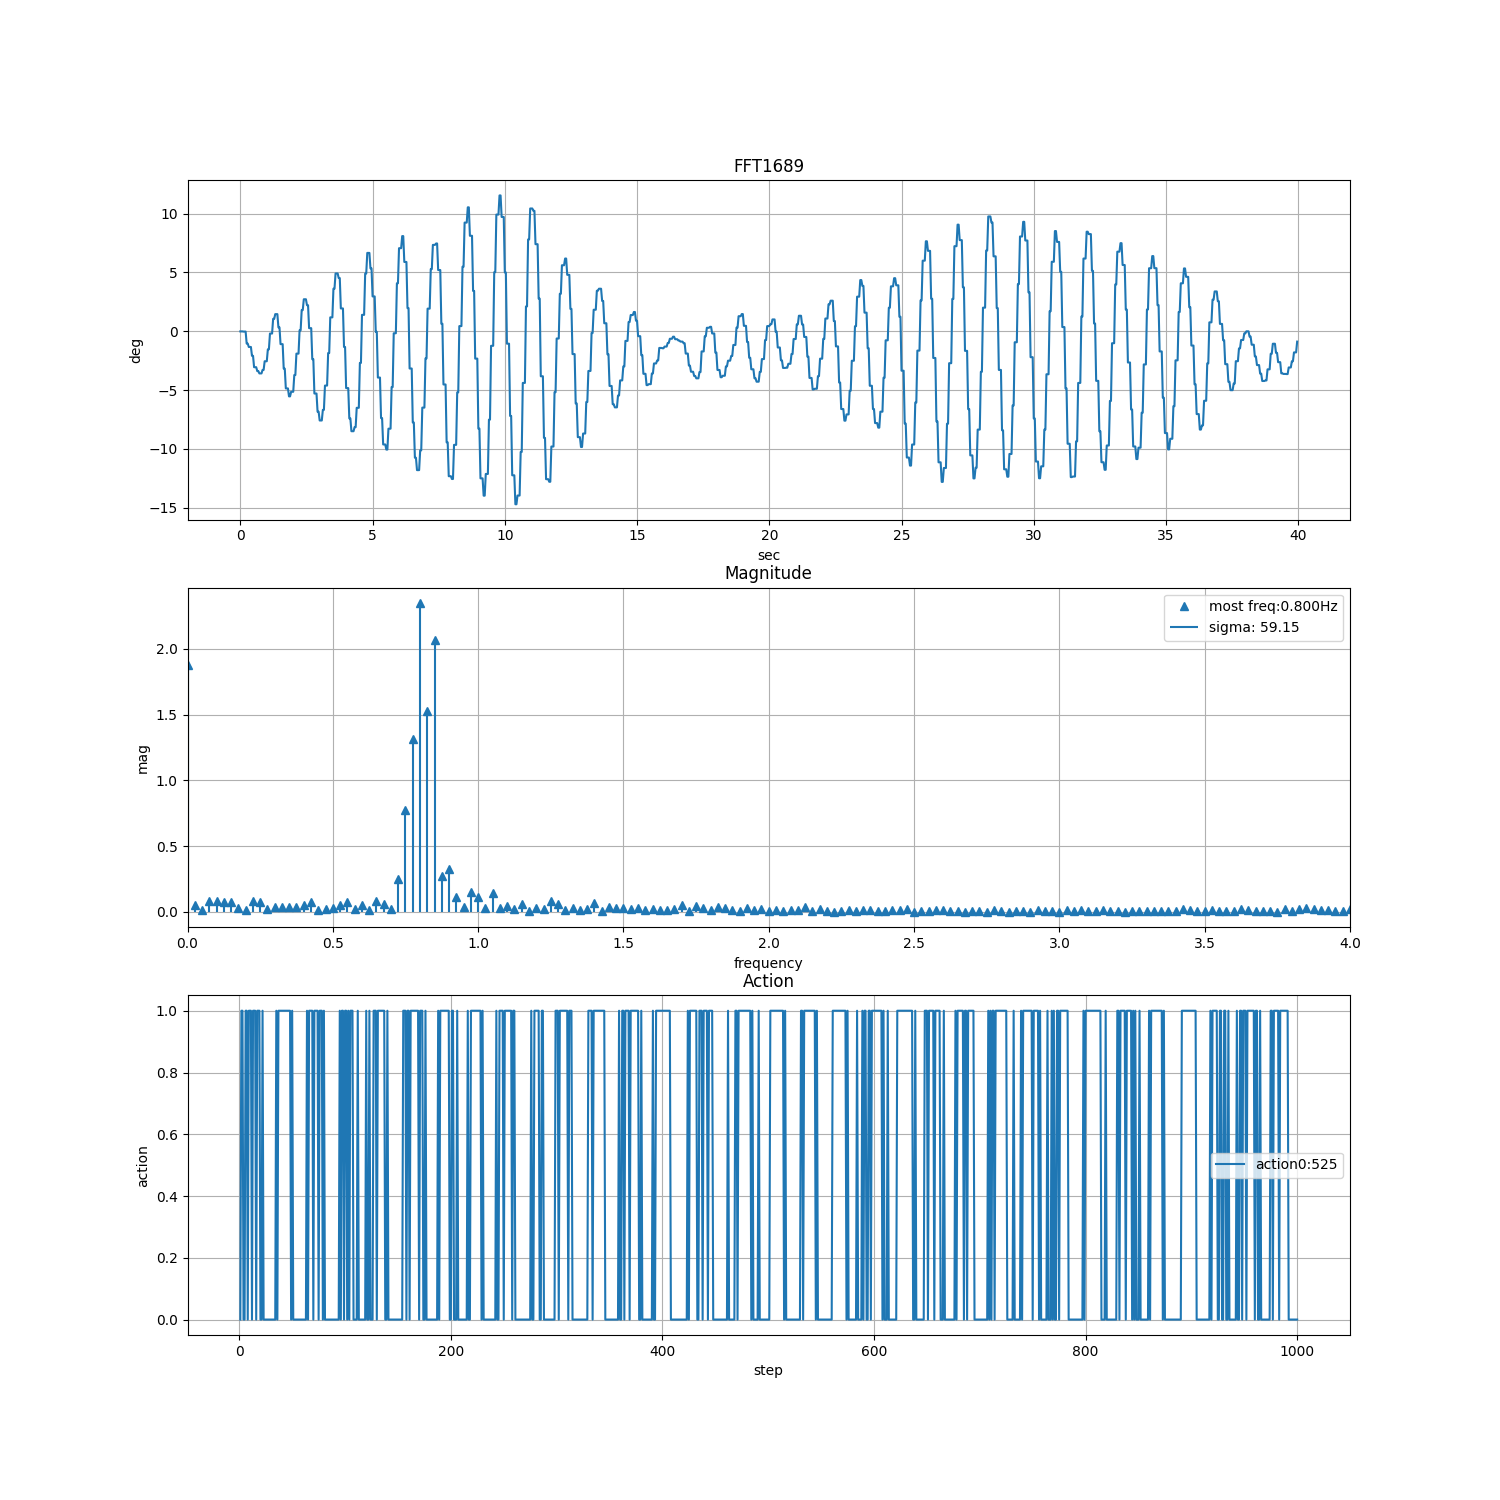 FFT1689
10
5
0
−5
−10
−15
deg
0 5 10 15 20 25 30 35 40
sec
Magnitude
most freq:0.800Hz
sigma: 59.15
2.0
1.5
1.0
0.5
0.0
mag
0.0 0.5 1.0 1.5 2.0 2.5 3.0 3.5 4.0
frequency
Action
1.0
0.8
0.6
0.4
0.2
0.0
action
action0:525
0 200 400 600 800 1000
step